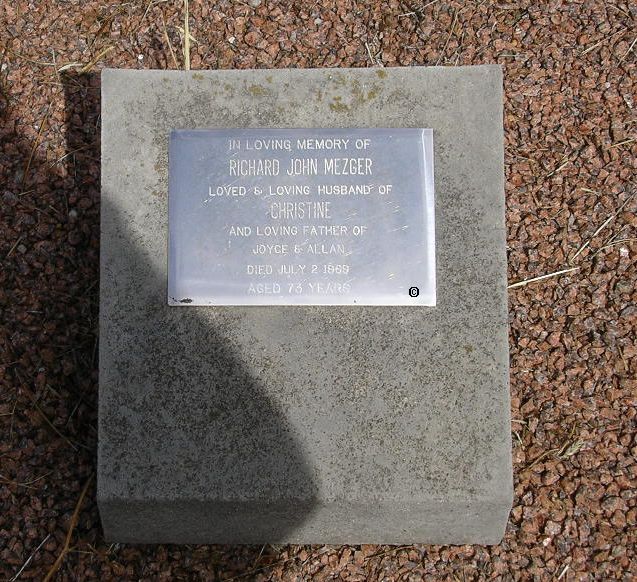 IN LOVING MEMORY OF
RICHARD JOHN MEZGER
LOVED & LOVING HUSBAND OF
CHRISTINE
AND LOVING FATHER OF
JOYCE & ALLAN
DIED JULY 2 1969
AGED 73 YEARS
©